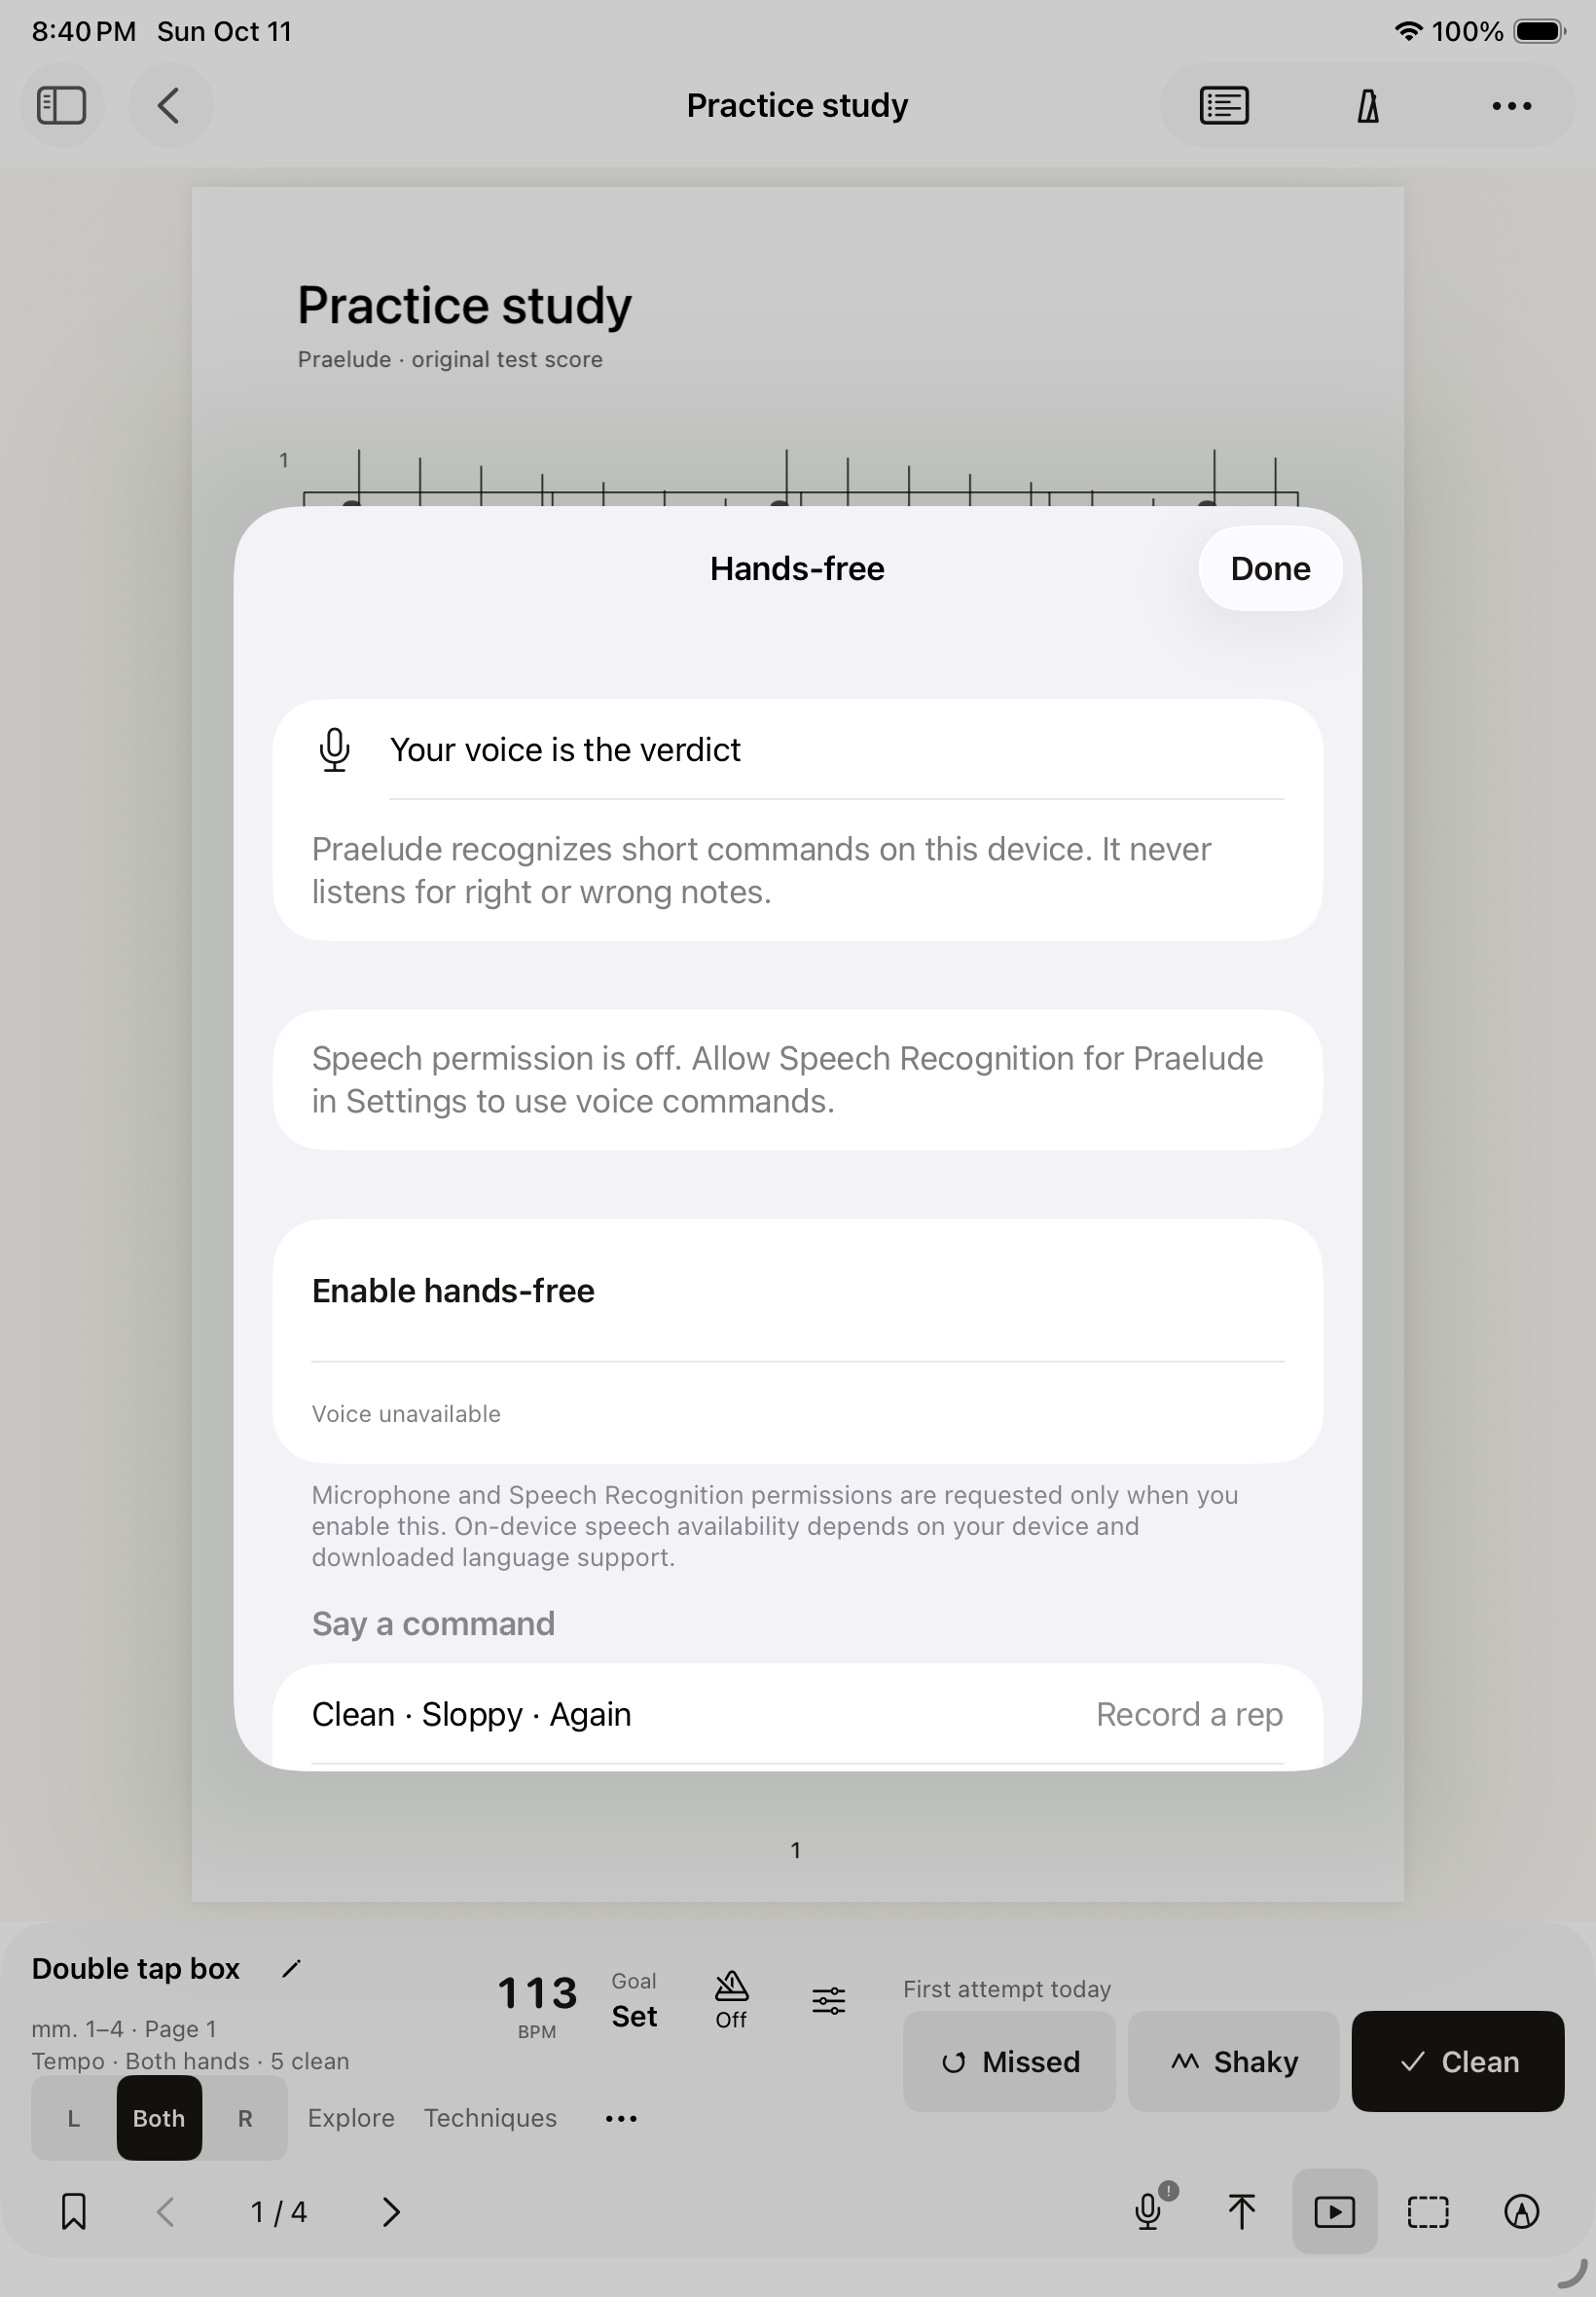 8:40 PM Sun Oct 11
100%
Practice study
Practice study
Praelude · original test score
1
Hands-free
Done
Your voice is the verdict
Praelude recognizes short commands on this device. It never
listens for right or wrong notes.
Speech permission is off. Allow Speech Recognition for Praelude
in Settings to use voice commands.
Enable hands-free
Voice unavailable
Microphone and Speech Recognition permissions are requested only when you
enable this. On-device speech availability depends on your device and
downloaded language support.
Say a command
Clean · Sloppy · Again
Record a rep
1
Double tap box
mm. 1–4 · Page 1
Tempo · Both hands · 5 clean
113
BPM
Goal
Set
Off
First attempt today
Missed
Shaky
Clean
L
Both
R
Explore
Techniques
1 / 4